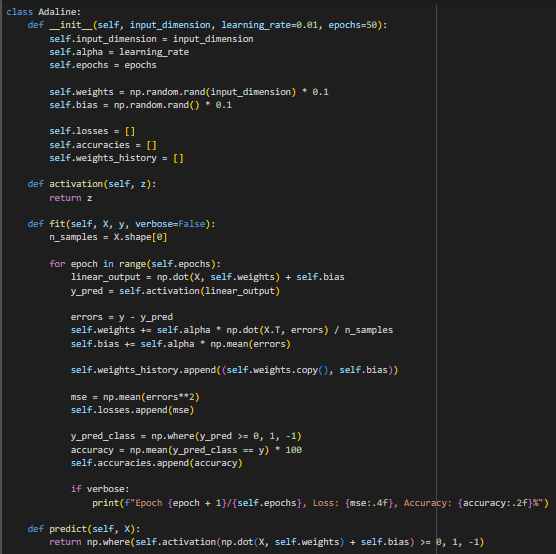 class Adaline:
    def __init__(self, input_dimension, learning_rate=0.01, epochs=50):
        self.input_dimension = input_dimension
        self.alpha = learning_rate
        self.epochs = epochs

        self.weights = np.random.rand(input_dimension) * 0.1
        self.bias = np.random.rand() * 0.1

        self.losses = []
        self.accuracies = []
        self.weights_history = []

    def activation(self, z):
        return z

    def fit(self, X, y, verbose=False):
        n_samples = X.shape[0]

        for epoch in range(self.epochs):
            linear_output = np.dot(X, self.weights) + self.bias
            y_pred = self.activation(linear_output)

            errors = y - y_pred
            self.weights += self.alpha * np.dot(X.T, errors) / n_samples
            self.bias += self.alpha * np.mean(errors)

            self.weights_history.append((self.weights.copy(), self.bias))

            mse = np.mean(errors**2)
            self.losses.append(mse)

            y_pred_class = np.where(y_pred >= 0, 1, -1)
            accuracy = np.mean(y_pred_class == y) * 100
            self.accuracies.append(accuracy)

            if verbose:
                print(f"Epoch {epoch + 1}/{self.epochs}, Loss: {mse:.4f}, Accuracy: {accuracy:.2f}%")

    def predict(self, X):
        return np.where(self.activation(np.dot(X, self.weights) + self.bias) >= 0, 1, -1)